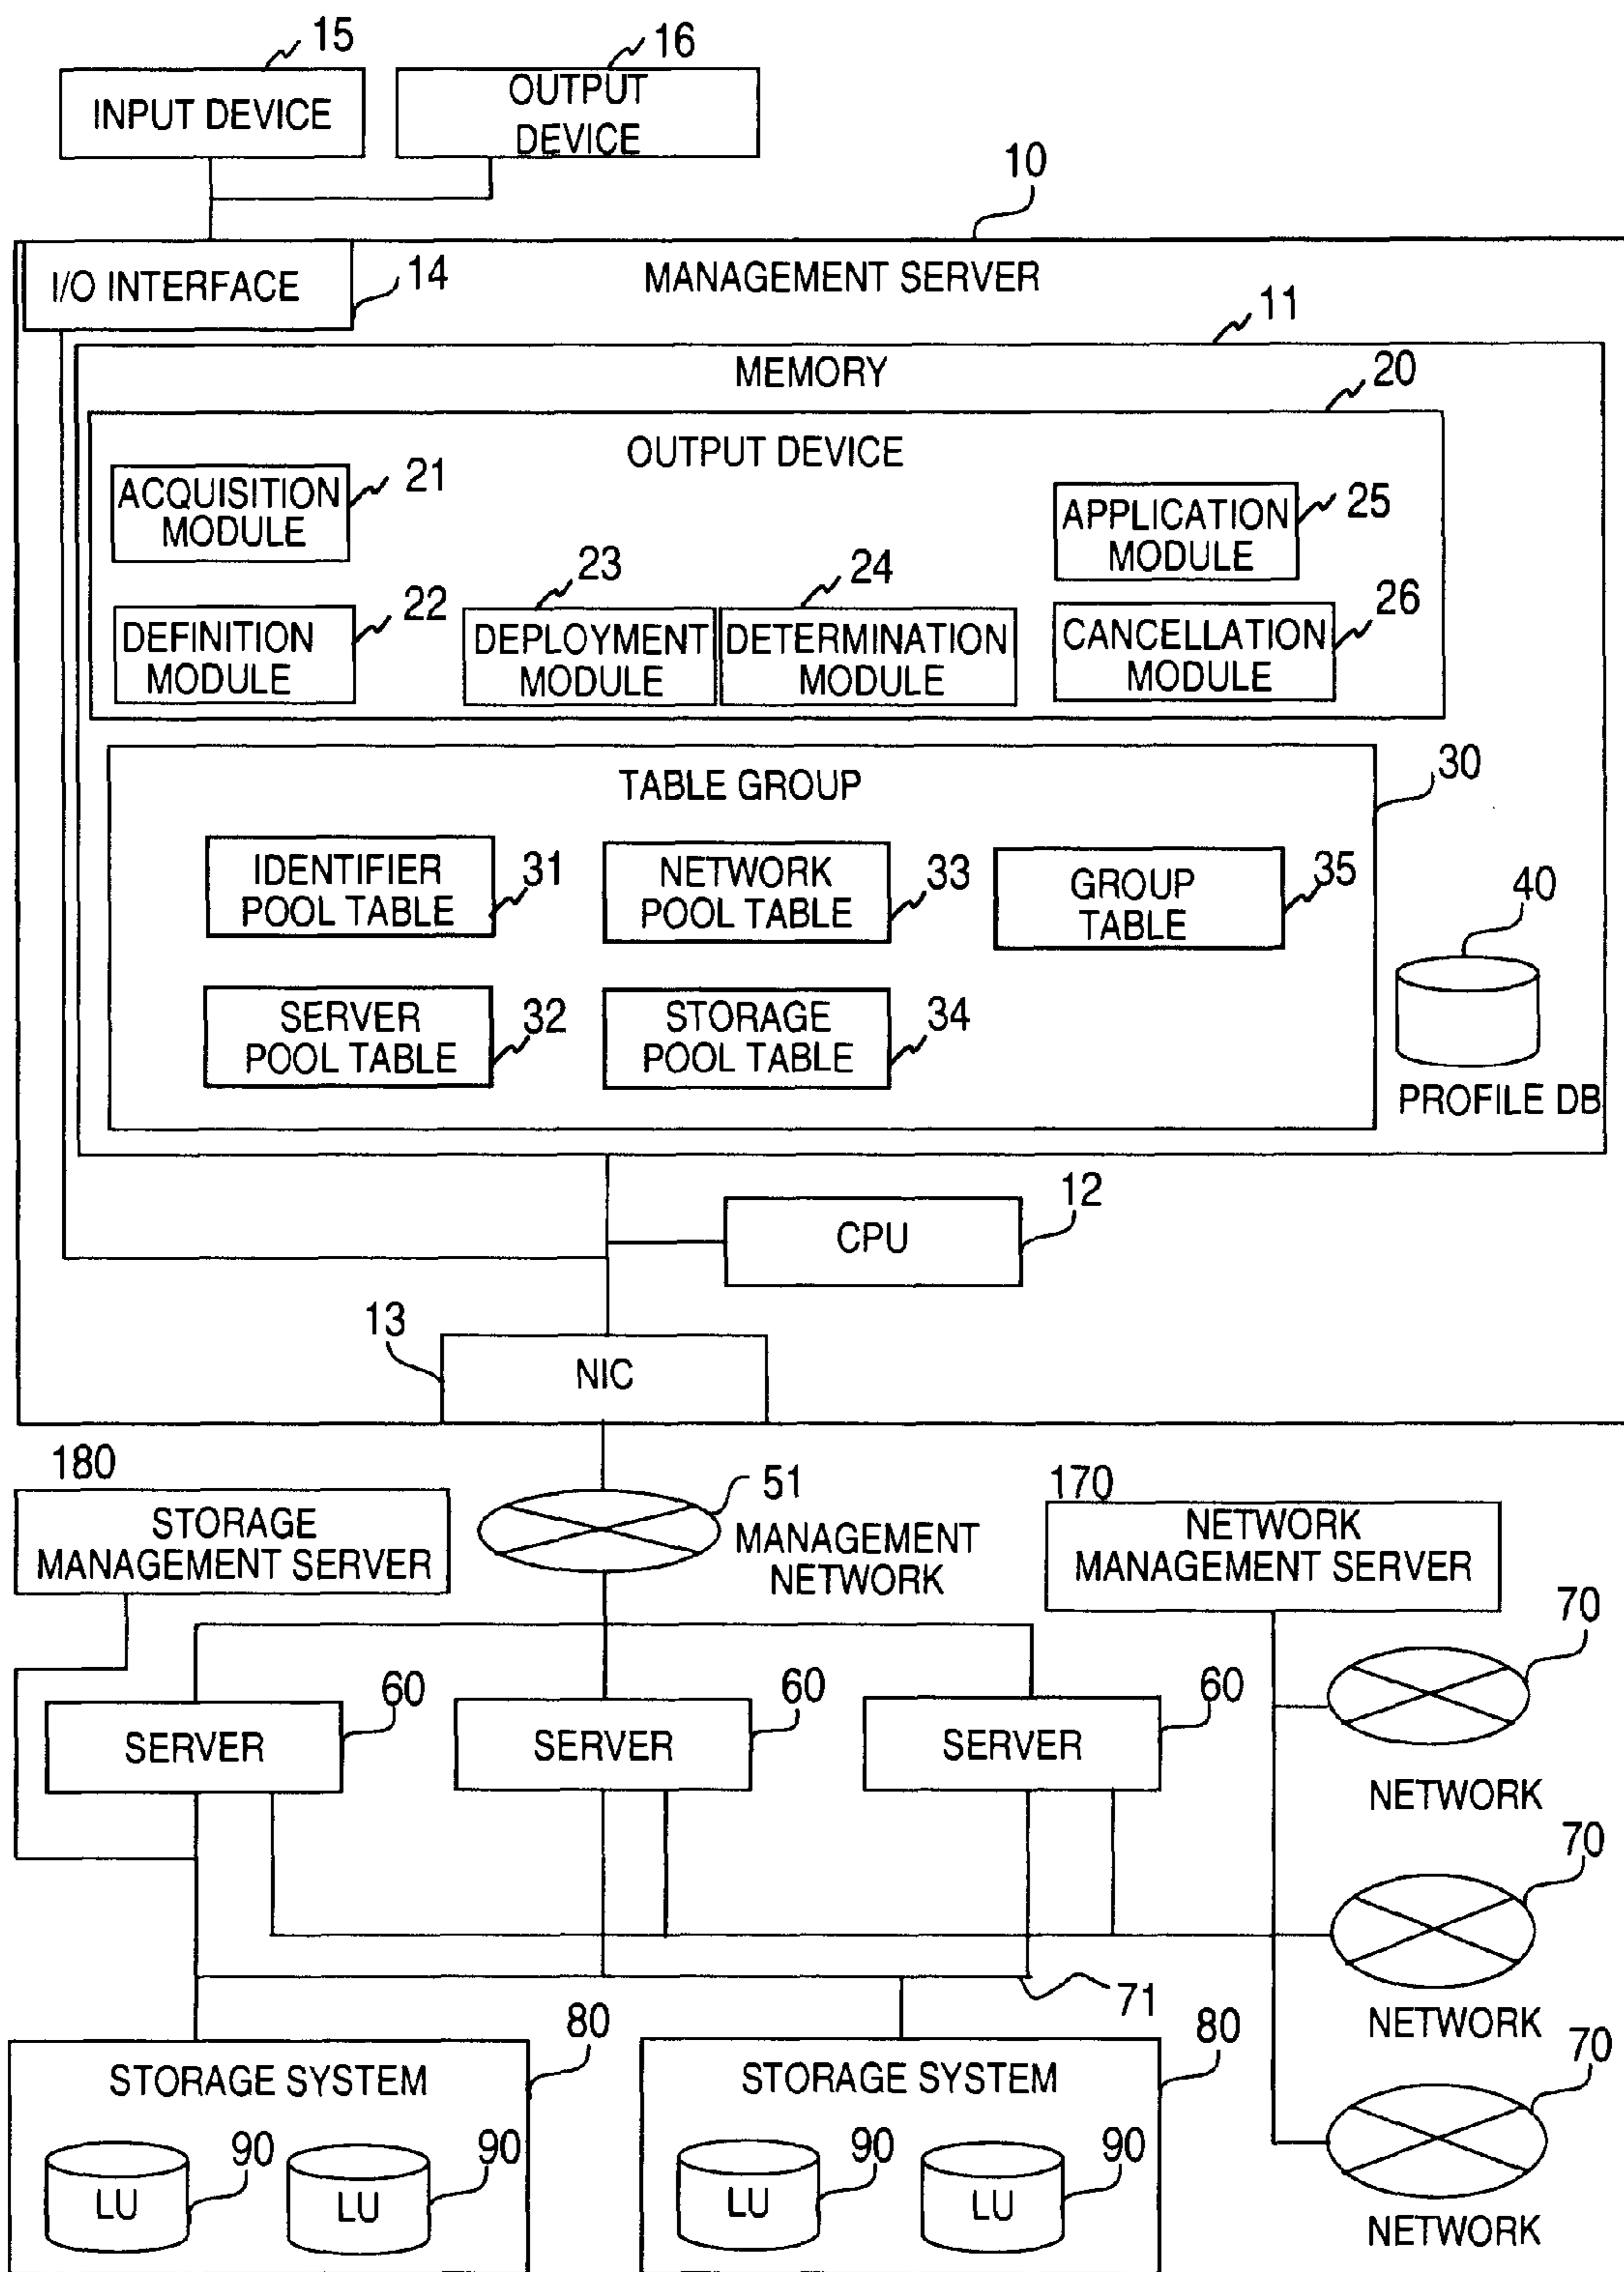 15
16
INPUT DEVICE
OUTPUT
DEVICE
10
I/O INTERFACE
14
MANAGEMENT SERVER
11
MEMORY
20
OUTPUT DEVICE
ACQUISITION
MODULE
21
APPLICATION
MODULE
25
23
24
DEFINITION
MODULE
22
DEPLOYMENT
MODULE
DETERMINATION
MODULE
CANCELLATION
MODULE
26
TABLE GROUP
30
IDENTIFIER
POOL TABLE
31
NETWORK
POOL TABLE
33
GROUP
TABLE
35
40
SERVER
POOL TABLE
32
STORAGE
POOL TABLE
34
PROFILE DB
CPU
12
13
NIC
180
STORAGE
MANAGEMENT SERVER
51
MANAGEMENT
NETWORK
170
NETWORK
MANAGEMENT SERVER
70
SERVER
60
SERVER
60
SERVER
60
NETWORK
70
71
NETWORK
80
80
70
STORAGE SYSTEM
STORAGE SYSTEM
LU
90
LU
90
LU
90
LU
90
NETWORK